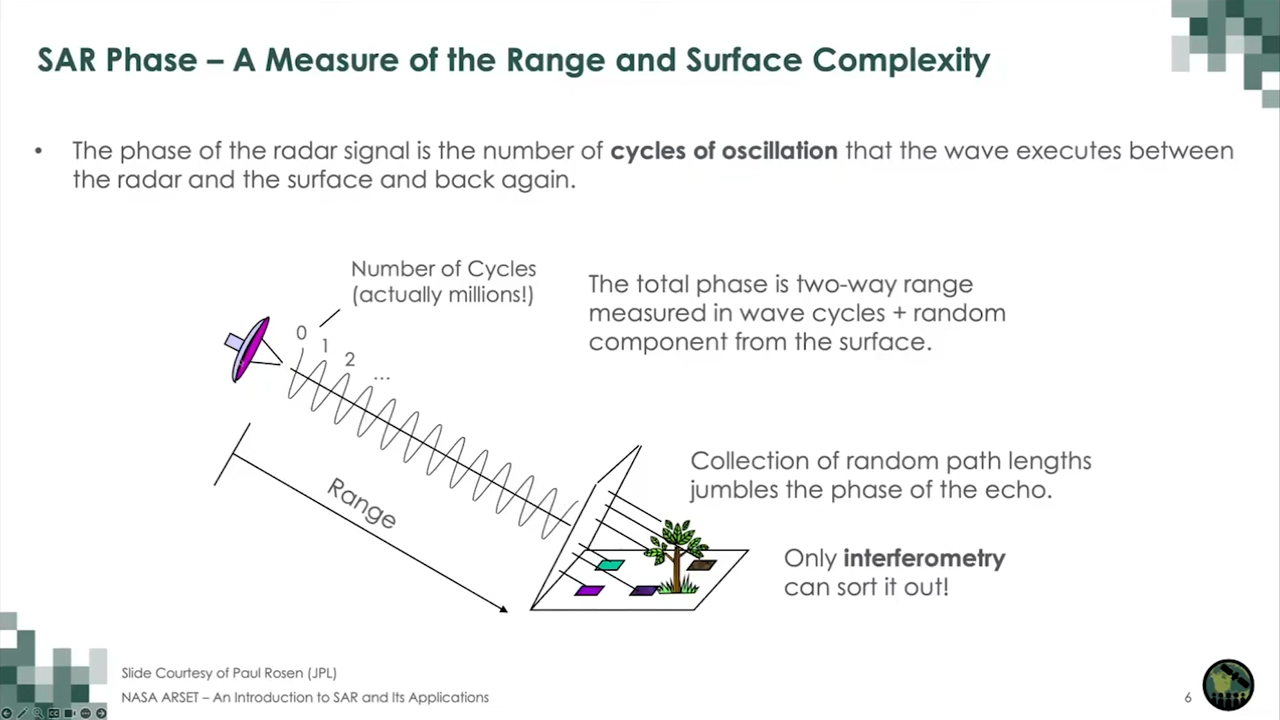 SAR Phase – A Measure of the Range and Surface Complexity
• The phase of the radar signal is the number of cycles of oscillation that the wave executes between
the radar and the surface and back again.
Number of Cycles
(actually millions!)
0
1
2
...
The total phase is two-way range
measured in wave cycles + random
component from the surface.
Range
Collection of random path lengths
jumbles the phase of the echo.
Only interferometry
can sort it out!
Slide Courtesy of Paul Rosen (JPL)
NASA ARSET – An Introduction to SAR and Its Applications
6